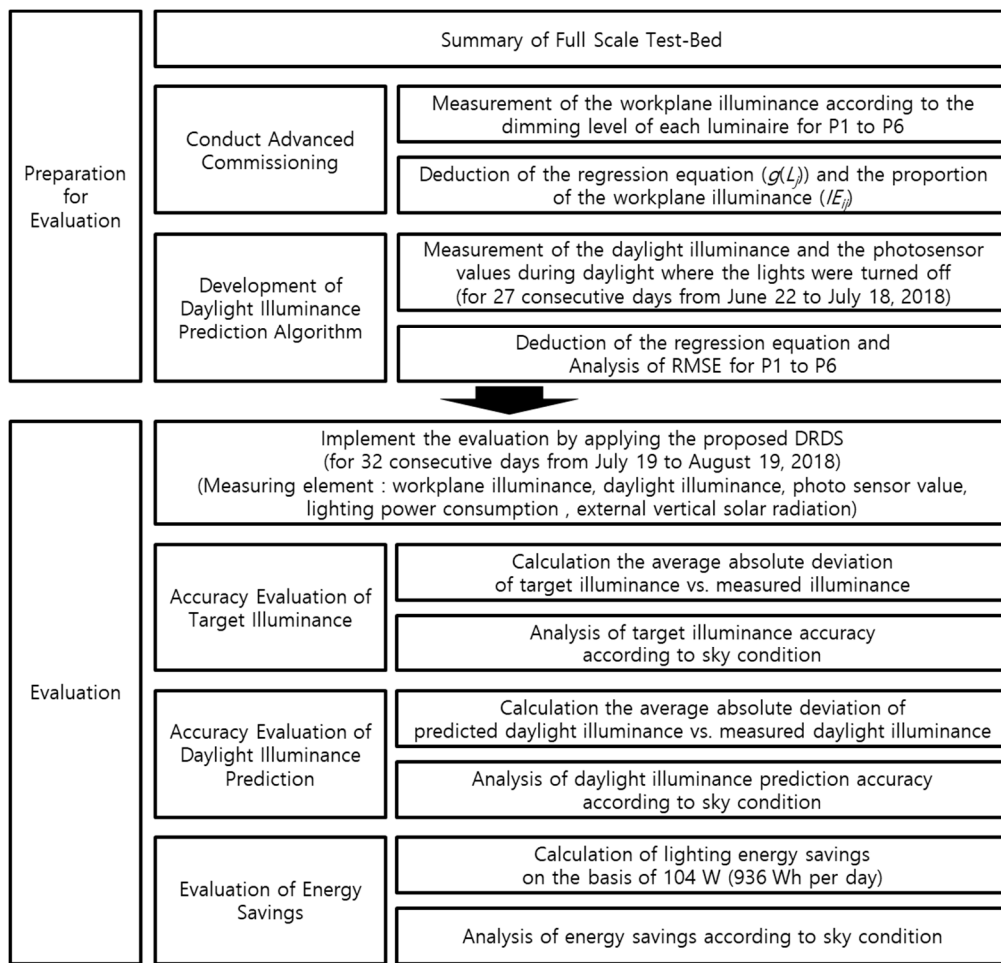 Summary of Full Scale Test-Bed
Preparation
for
Evaluation
Conduct Advanced
Commissioning
Measurement of the workplane illuminance according to the
dimming level of each luminaire for P1 to P6
Deduction of the regression equation (g(Lj)) and the proportion
of the workplane illuminance (IEij)
Development of
Daylight Illuminance
Prediction Algorithm
Measurement of the daylight illuminance and the photosensor
values during daylight where the lights were turned off
(for 27 consecutive days from June 22 to July 18, 2018)
Deduction of the regression equation and
Analysis of RMSE for P1 to P6
Evaluation
Implement the evaluation by applying the proposed DRDS
(for 32 consecutive days from July 19 to August 19, 2018)
(Measuring element : workplane illuminance, daylight illuminance, photo sensor value,
lighting power consumption , external vertical solar radiation)
Accuracy Evaluation of
Target Illuminance
Calculation the average absolute deviation
of target illuminance vs. measured illuminance
Analysis of target illuminance accuracy
according to sky condition
Accuracy Evaluation of
Daylight Illuminance
Prediction
Calculation the average absolute deviation of
predicted daylight illuminance vs. measured daylight illuminance
Analysis of daylight illuminance prediction accuracy
according to sky condition
Evaluation of Energy
Savings
Calculation of lighting energy savings
on the basis of 104 W (936 Wh per day)
Analysis of energy savings according to sky condition